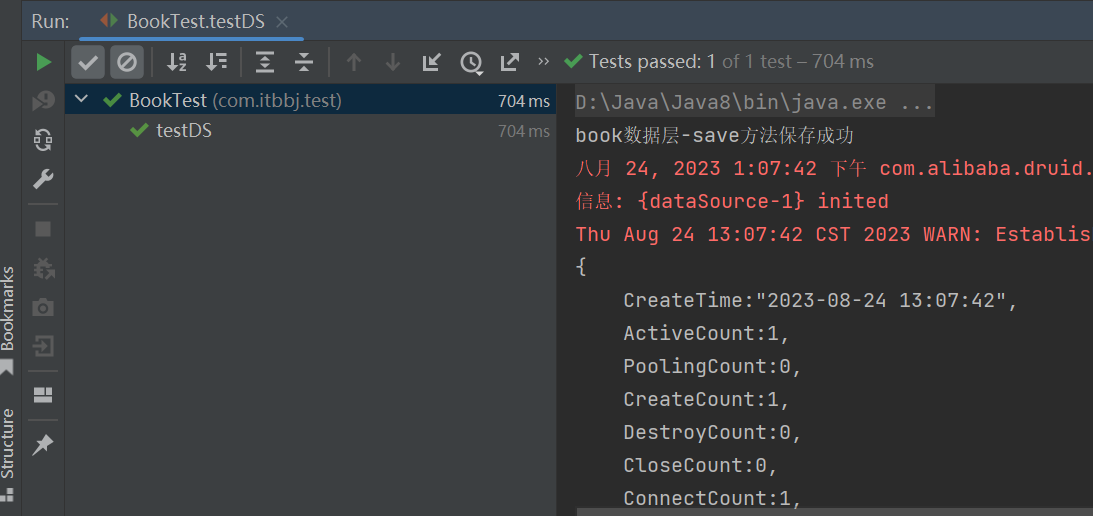 Run: BookTest.testDS ×
Tests passed: 1 of 1 test – 704 ms
BookTest (com.itbbj.test) 704 ms
testDS 704 ms
D:\Java\Java8\bin\java.exe ...
book数据层-save方法保存成功
八月 24, 2023 1:07:42 下午 com.alibaba.druid.
信息: {dataSource-1} inited
Thu Aug 24 13:07:42 CST 2023 WARN: Establis
{
CreateTime:"2023-08-24 13:07:42",
ActiveCount:1,
PoolingCount:0,
CreateCount:1,
DestroyCount:0,
CloseCount:0,
ConnectCount:1,
Bookmarks
Structure